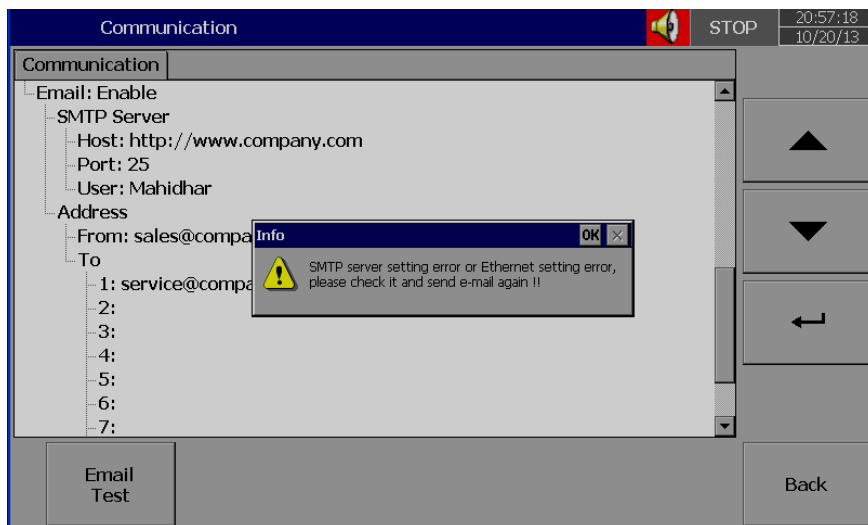 Communication
STOP
20:57:18
10/20/13
Communication
Email: Enable
SMTP Server
Host: http://www.company.com
Port: 25
User: Mahidhar
Address
From: sales@compa
To
1: service@compa
2:
3:
4:
5:
6:
7:
Info
OK
SMTP server setting error or Ethernet setting error,
please check it and send e-mail again !!
Email
Test
Back